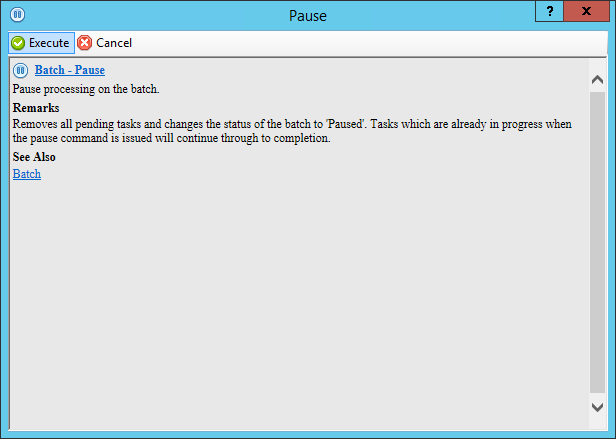 Pause
?
x
Execute
Cancel
Batch - Pause
Pause processing on the batch.
Remarks
Removes all pending tasks and changes the status of the batch to 'Paused'. Tasks which are already in progress when
the pause command is issued will continue through to completion.
See Also
Batch